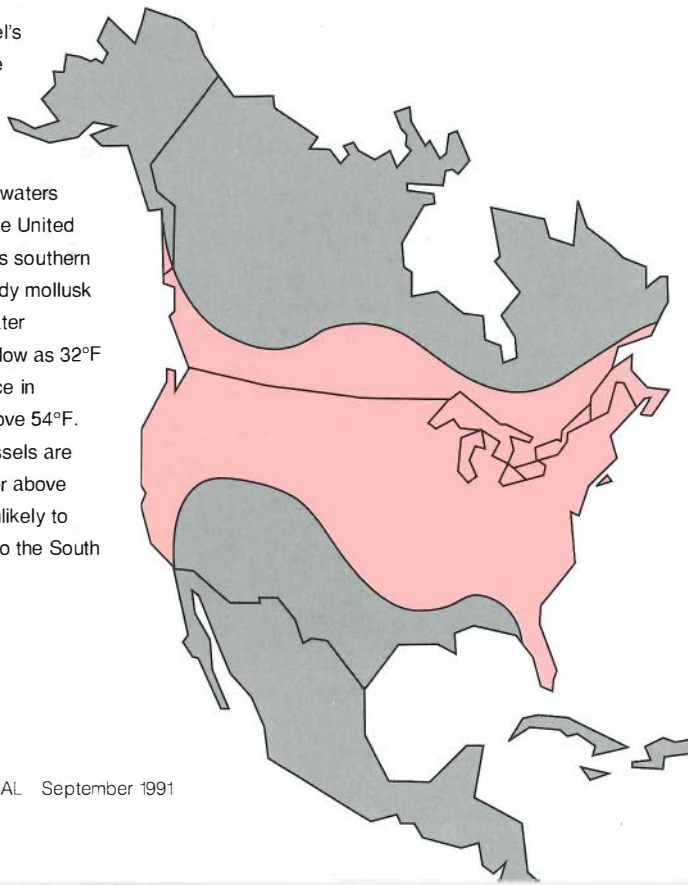 el's
e
waters
e United
s southern
dy mollusk
ter
low as 32°F
ce in
ove 54°F.
ssels are
r above
likely to
o the South
AL September 1991